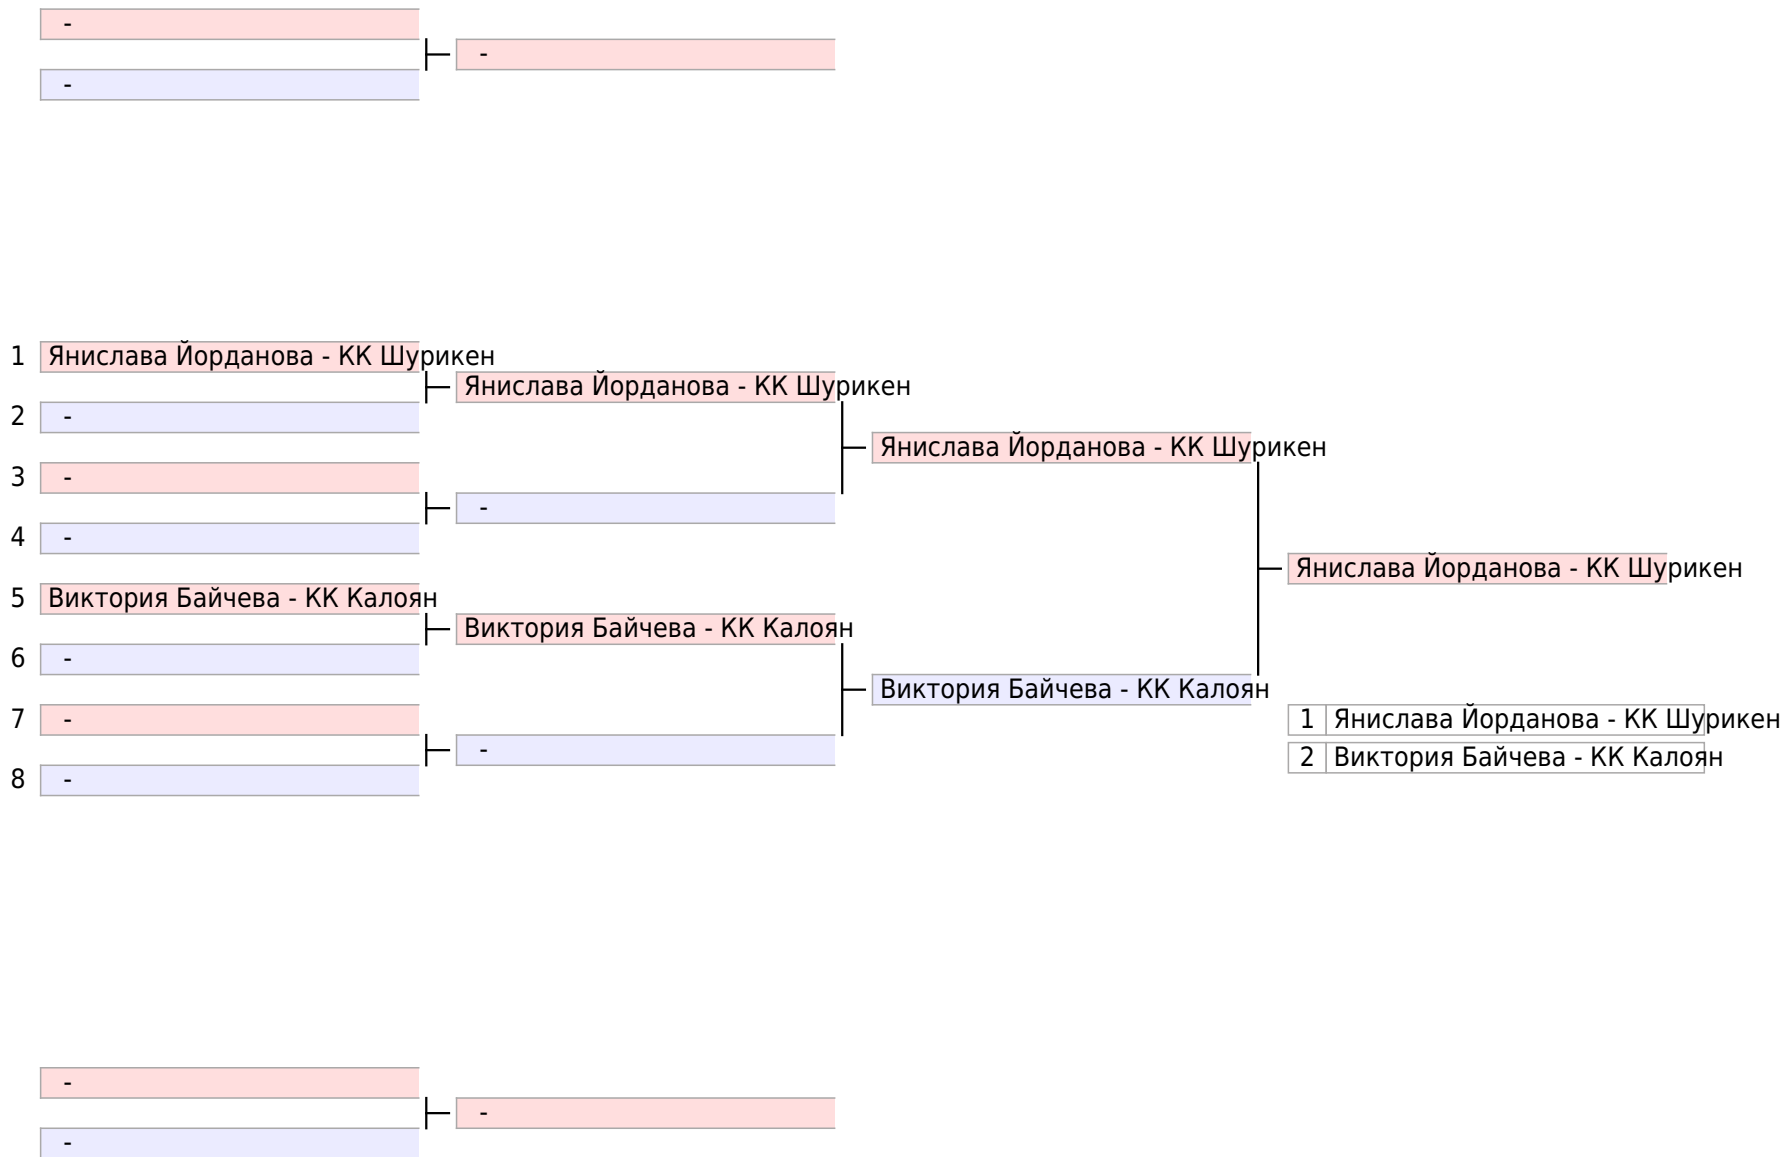 -
-
-
1 Янислава Йорданова - КК Шурикен
Янислава Йорданова - КК Шурикен
2 -
Янислава Йорданова - КК Шурикен
3 -
-
4 -
Янислава Йорданова - КК Шурикен
5 Виктория Байчева - КК Калоян
Виктория Байчева - КК Калоян
6 -
Виктория Байчева - КК Калоян
7 -
1 Янислава Йорданова - КК Шурикен
-
2 Виктория Байчева - КК Калоян
8 -
-
-
-